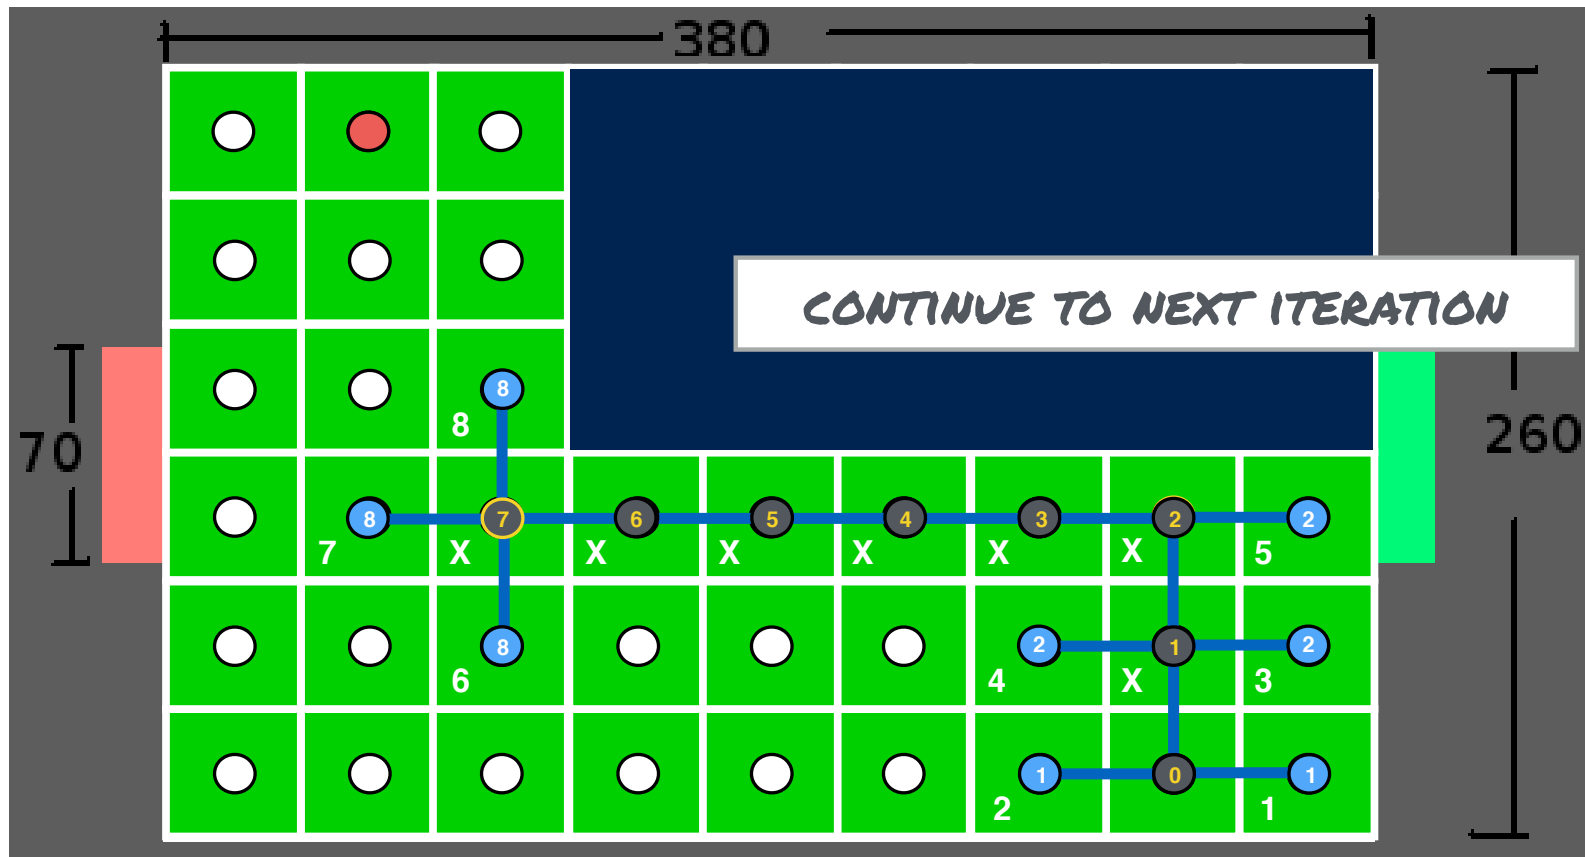 380
CONTINUE TO NEXT ITERATION
8
8
70
260
8 7 6 5 4 3 2 2
7 X X X X X X 5
8 2 1 2
6 4 X 3
1 0 1
2 1